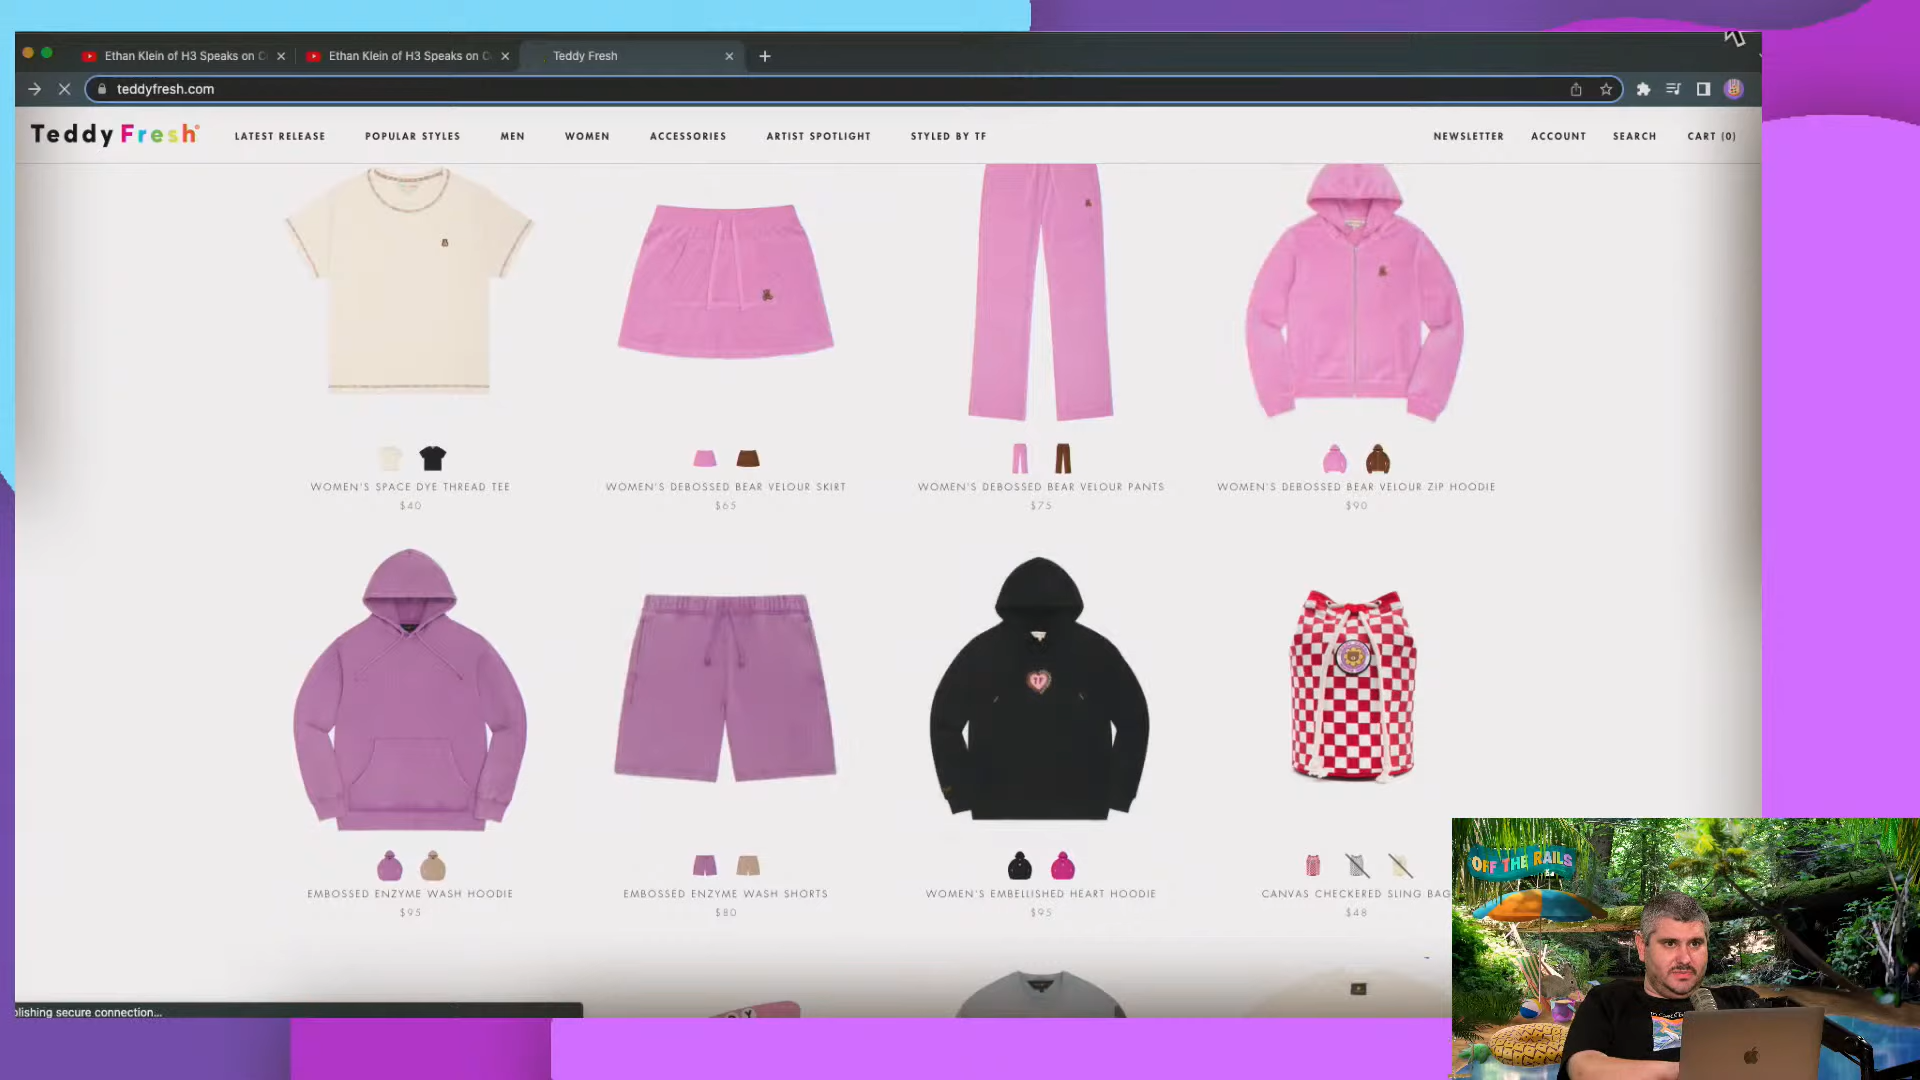 Ethan Klein of H3 Speaks on C
Ethan Klein of H3 Speaks on C
Teddy Fresh
teddyfresh.com
Teddy Fresh
LATEST RELEASE
POPULAR STYLES
MEN
WOMEN
ACCESSORIES
ARTIST SPOTLIGHT
STYLED BY TF
NEWSLETTER
ACCOUNT
SEARCH
CART (0)
WOMEN'S SPACE DYE THREAD TEE
$40
WOMEN'S DEBOSSED BEAR VELOUR SKIRT
$65
WOMEN'S DEBOSSED BEAR VELOUR PANTS
$75
WOMEN'S DEBOSSED BEAR VELOUR ZIP HOODIE
$90
EMBOSSED ENZYME WASH HOODIE
$95
EMBOSSED ENZYME WASH SHORTS
$80
WOMEN'S EMBELLISHED HEART HOODIE
$95
CANVAS CHECKERED SLING BAG
$48
OFF THE RAILS
blishing secure connection...